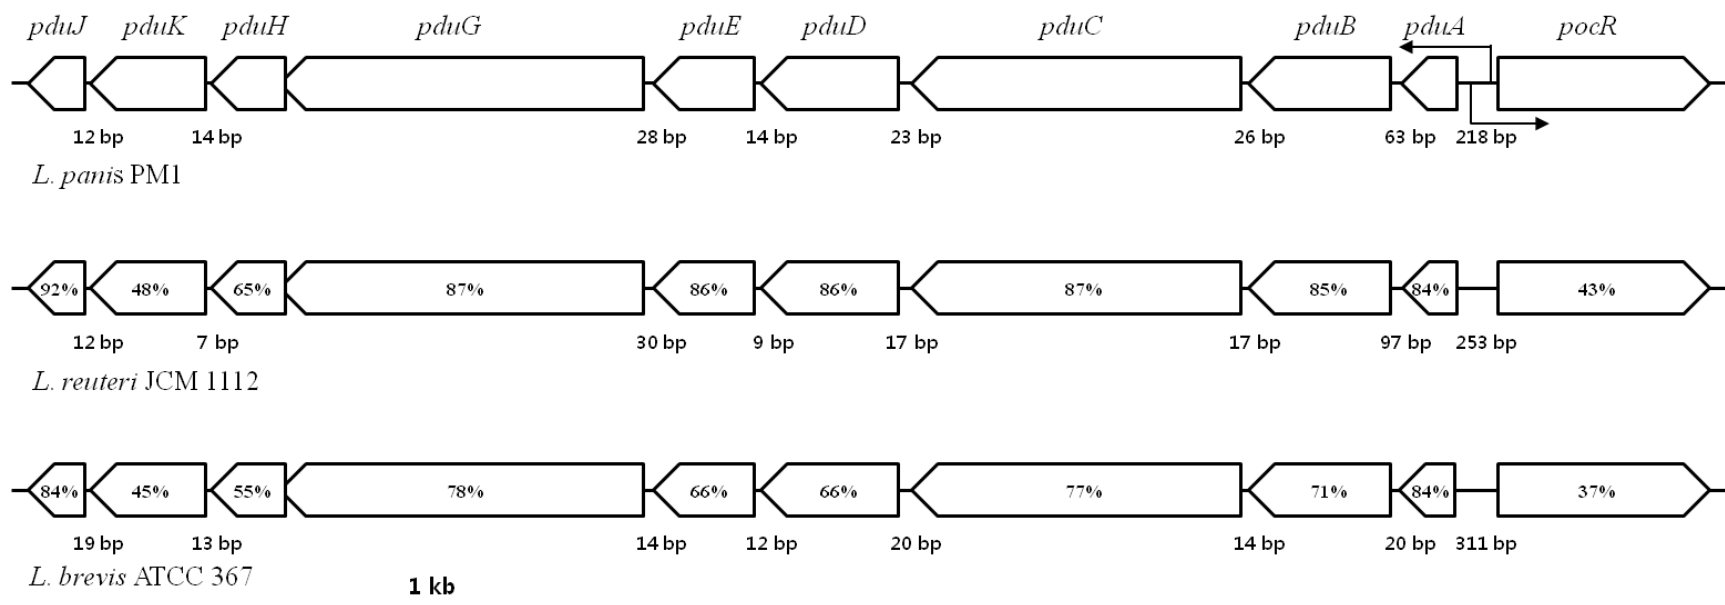 pduJ pduK pduH pduG pduE pduD pduC pduB pduA pocR
12 bp 14 bp 28 bp 14 bp 23 bp 26 bp 63 bp 218 bp
L. panis PM1
92% 48% 65% 87% 86% 86% 87% 85% 84% 43%
12 bp 7 bp 30 bp 9 bp 17 bp 17 bp 97 bp 253 bp
L. reuteri JCM 1112
84% 45% 55% 78% 66% 66% 77% 71% 84% 37%
19 bp 13 bp 14 bp 12 bp 20 bp 14 bp 20 bp 311 bp
L. brevis ATCC 367
1 kb